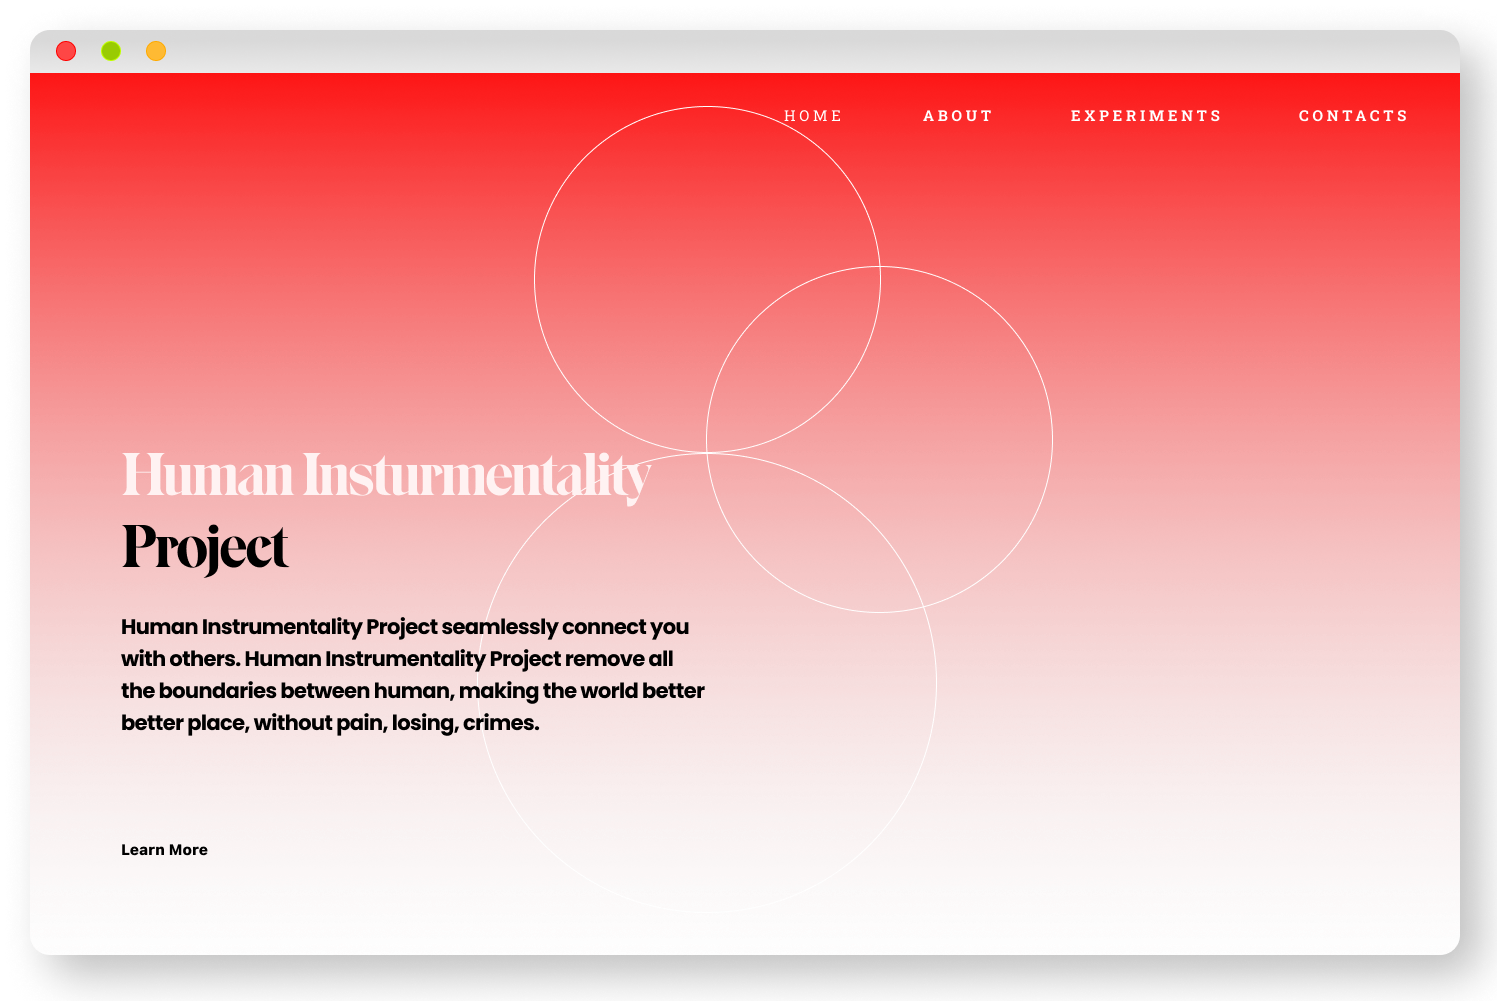 HOME ABOUT EXPERIMENTS CONTACTS
Human Insturmentality
Project
Human Instrumentality Project seamlessly connect you
with others. Human Instrumentality Project remove all
the boundaries between human, making the world better
better place, without pain, losing, crimes.
Learn More